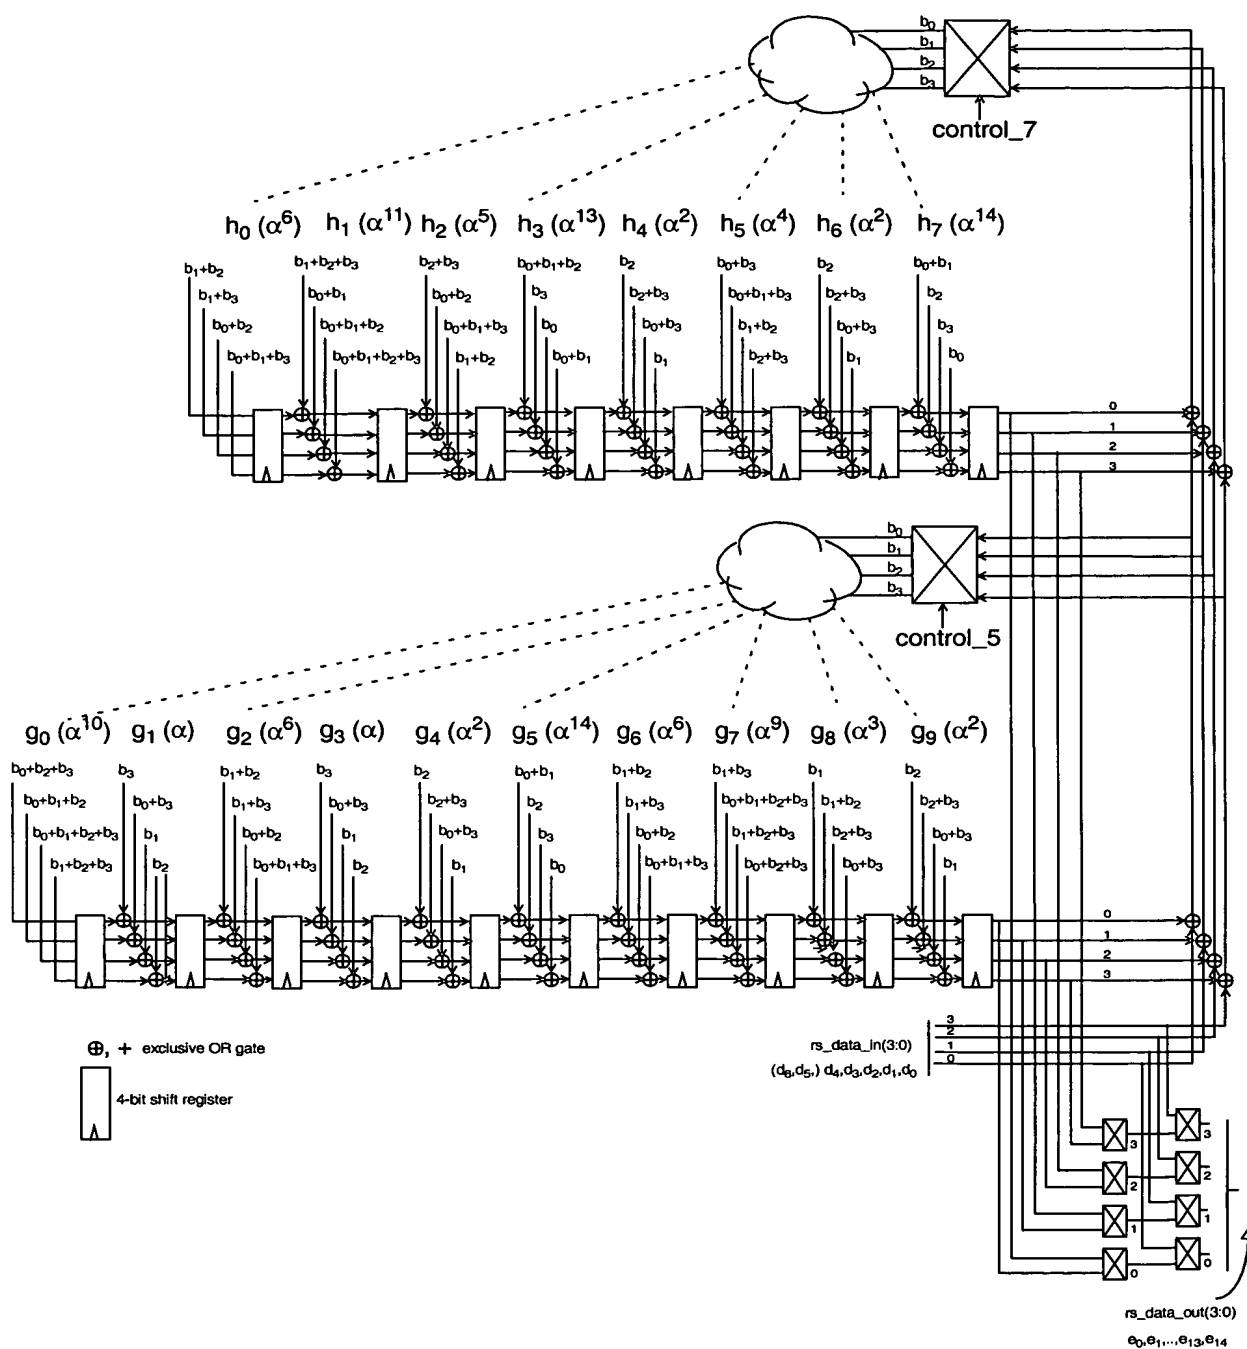 b₀
b₁
b₂
b₃
control_7
h₀ (α⁶) h₁ (α¹¹) h₂ (α⁵) h₃ (α¹³) h₄ (α²) h₅ (α⁴) h₆ (α²) h₇ (α¹⁴)
b₁+b₂ b₁+b₂+b₃ b₂+b₃ b₀+b₁+b₂ b₂ b₀+b₃ b₂ b₀+b₁
b₁+b₃ b₀+b₁ b₀+b₂ b₃ b₂+b₃ b₀+b₁+b₃ b₂+b₃ b₂
b₀+b₂ b₀+b₁+b₂ b₀+b₁+b₃ b₀ b₀+b₃ b₁+b₂ b₀+b₃ b₃
b₀+b₁+b₃ b₀+b₁+b₂+b₃ b₁+b₂ b₀+b₁ b₁ b₂+b₃ b₁ b₀
0
1
2
3
b₀
b₁
b₂
b₃
control_5
g₀ (α¹⁰) g₁ (α) g₂ (α⁶) g₃ (α) g₄ (α²) g₅ (α¹⁴) g₆ (α⁶) g₇ (α⁹) g₈ (α³) g₉ (α²)
b₀+b₂+b₃ b₃ b₁+b₂ b₃ b₂ b₀+b₁ b₁+b₂ b₁+b₃ b₁ b₂
b₀+b₁+b₂ b₀+b₃ b₁+b₃ b₀+b₃ b₂+b₃ b₂ b₁+b₃ b₀+b₁+b₂+b₃ b₁+b₂ b₂+b₃
b₀+b₁+b₂+b₃ b₁ b₀+b₂ b₁ b₀+b₃ b₃ b₀+b₂ b₁+b₂+b₃ b₂+b₃ b₀+b₃
b₁+b₂+b₃ b₂ b₀+b₁+b₃ b₂ b₁ b₀ b₀+b₁+b₃ b₀+b₂+b₃ b₀+b₃ b₁
0
1
2
3
⊕, + exclusive OR gate
4-bit shift register
3
2
1
0
rs_data_in(3:0)
(d₆,d₅,) d₄,d₃,d₂,d₁,d₀
3 3
2 2
1 1
0 0
rs_data_out(3:0)
e₀,e₁,..,e₁₃,e₁₄